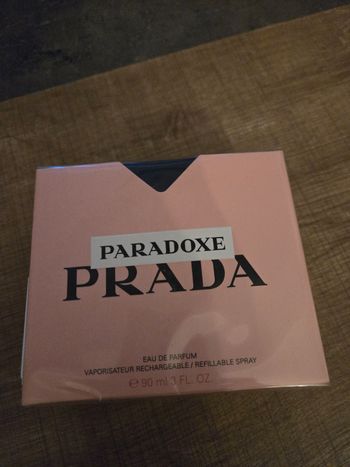 PARADOXE
PRADA
EAU DE PARFUM
VAPORISATEUR RECHARGEABLE / REFILLABLE SPRAY
℮ 90 ml 3 FL. OZ.